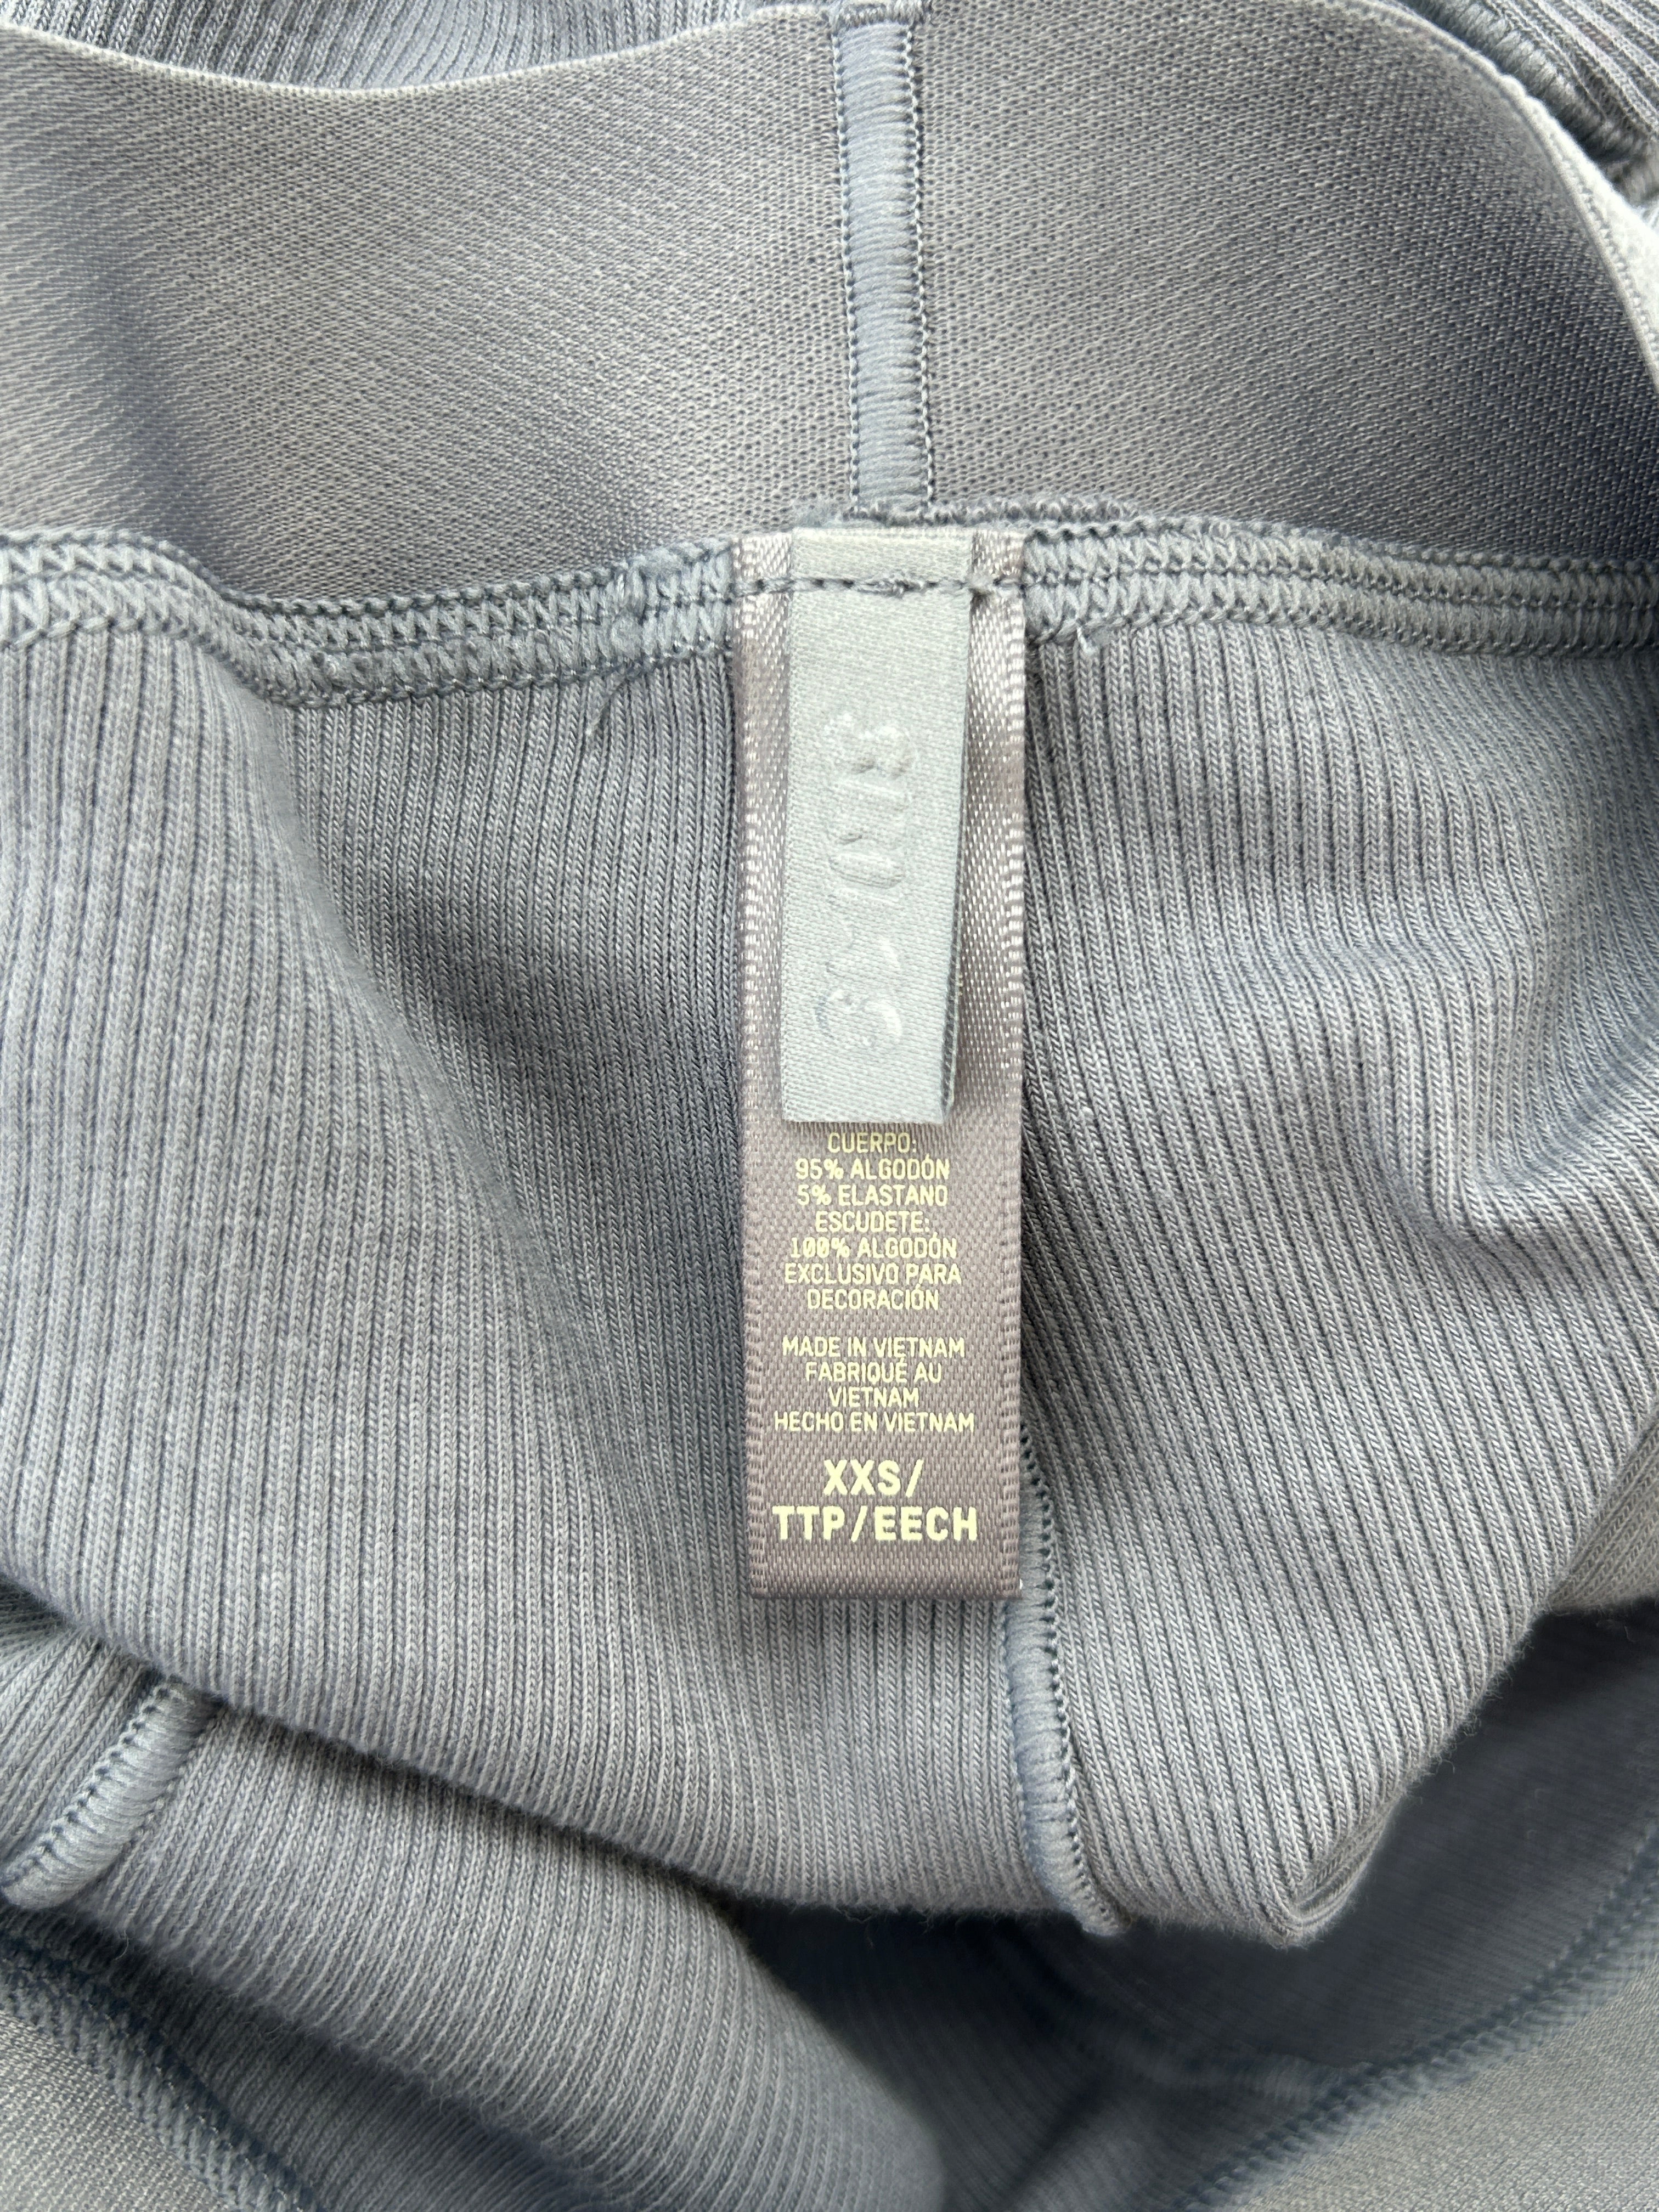 SKIMS
CUERPO:
95% ALGODÓN
5% ELASTANO
ESCUDETE:
100% ALGODÓN
EXCLUSIVO PARA
DECORACIÓN
MADE IN VIETNAM
FABRIQUÉ AU
VIETNAM
HECHO EN VIETNAM
XXS/
TTP/EECH